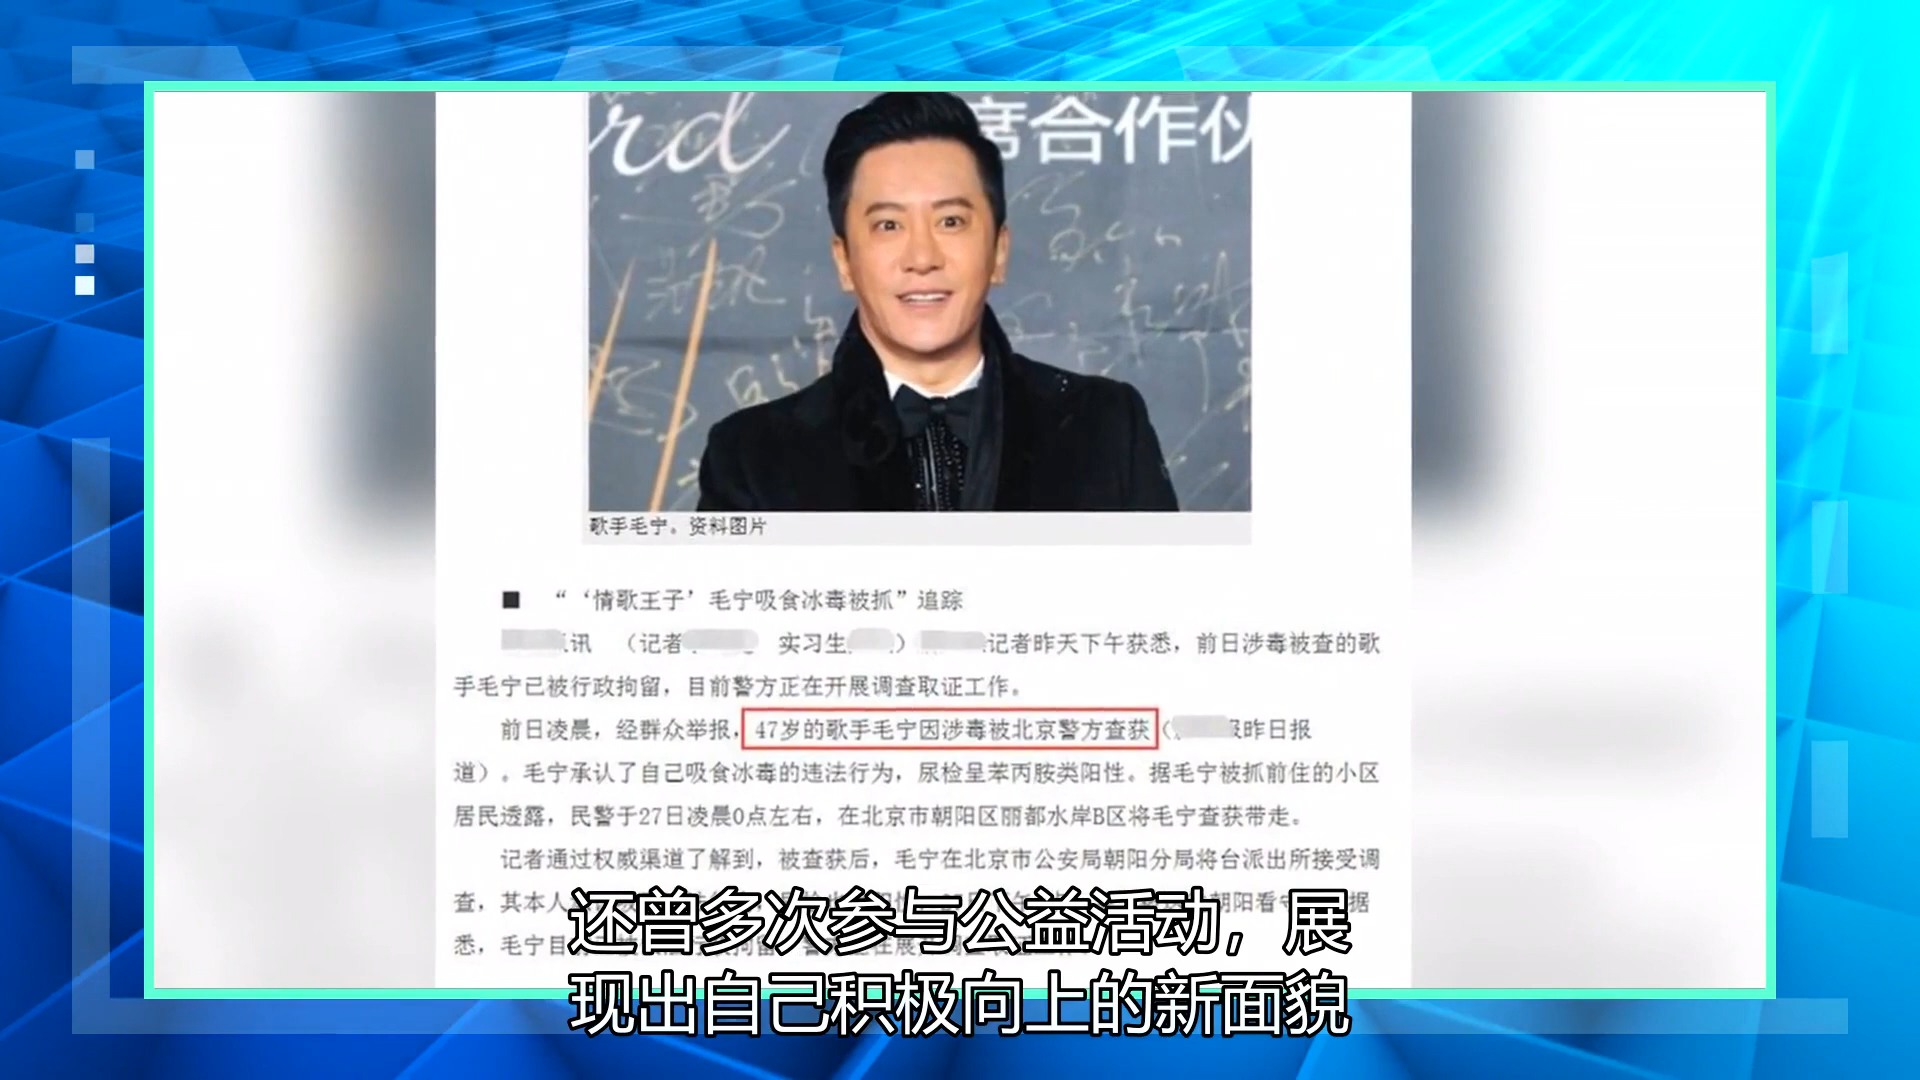 rd
席合作伙
歌手毛宁。资料图片
■ “‘情歌王子’毛宁吸食冰毒被抓”追踪
讯 （记者 实习生 ） 记者昨天下午获悉，前日涉毒被查的歌
手毛宁已被行政拘留，目前警方正在开展调查取证工作。
前日凌晨，经群众举报，47岁的歌手毛宁因涉毒被北京警方查获（ 报昨日报
道）。毛宁承认了自己吸食冰毒的违法行为，尿检呈苯丙胺类阳性。据毛宁被抓前住的小区
居民透露，民警于27日凌晨0点左右，在北京市朝阳区丽都水岸B区将毛宁查获带走。
记者通过权威渠道了解到，被查获后，毛宁在北京市公安局朝阳分局将台派出所接受调
查，其本人 朝阳看守 据
悉，毛宁目
还曾多次参与公益活动，展
现出自己积极向上的新面貌